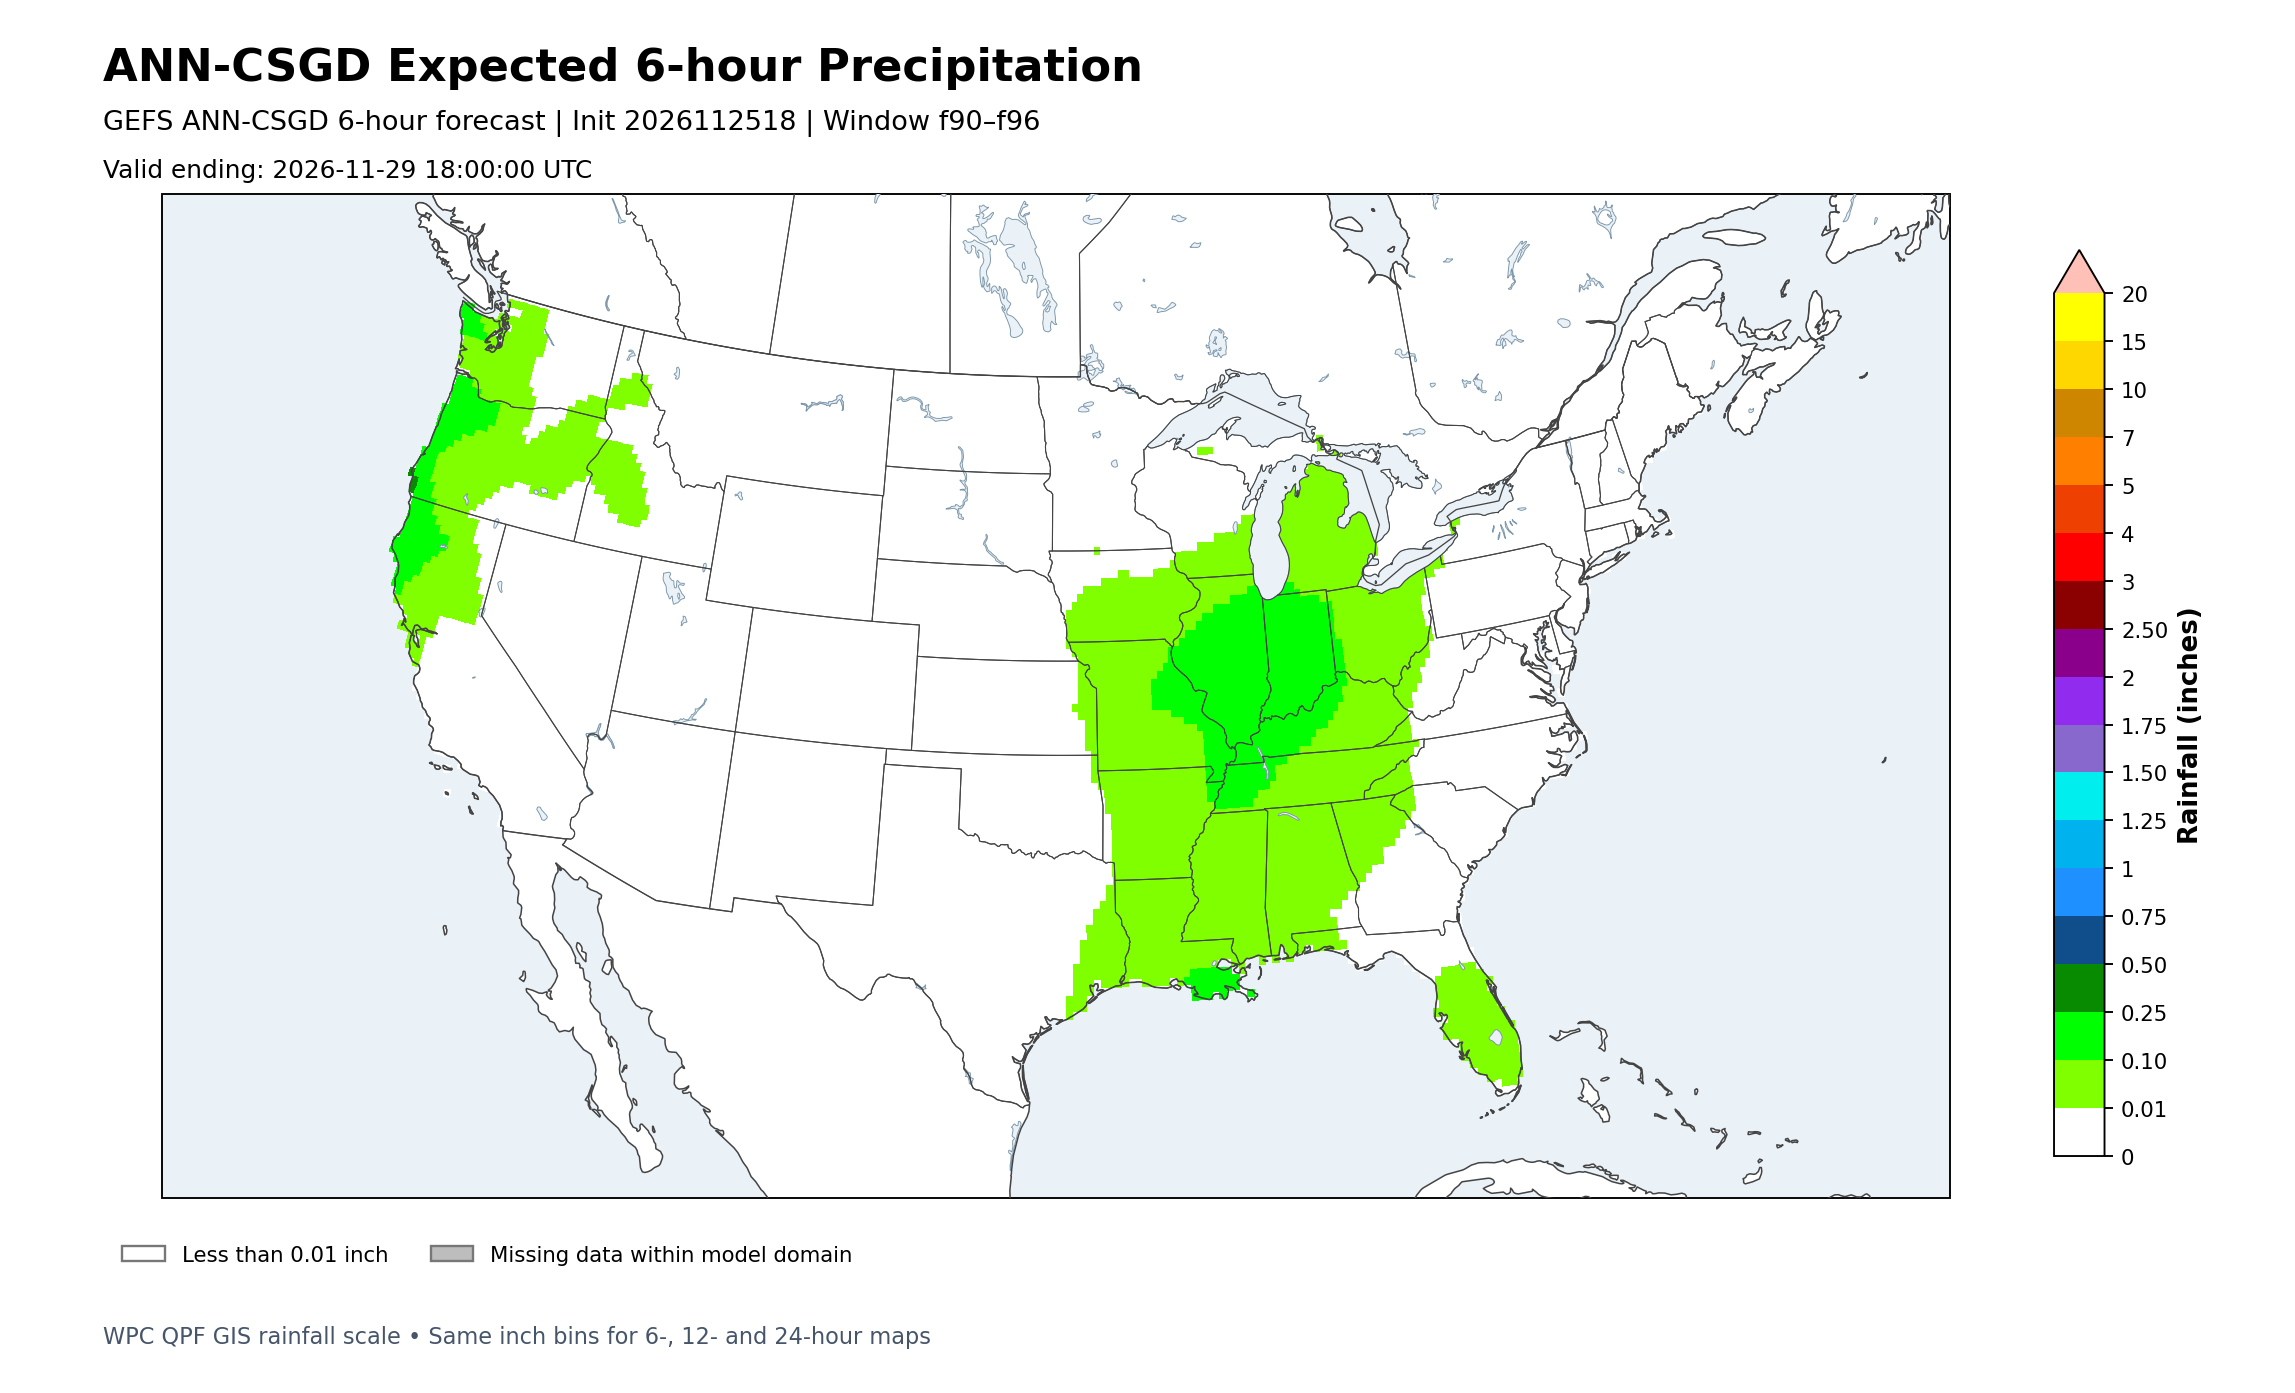 ANN-CSGD Expected 6-hour Precipitation
GEFS ANN-CSGD 6-hour forecast | Init 2026112518 | Window f90–f96
Valid ending: 2026-11-29 18:00:00 UTC
20
15
10
7
5
4
3
2.50
2
1.75
1.50
1.25
1
0.75
0.50
0.25
0.10
0.01
0
Rainfall (inches)
Less than 0.01 inch
Missing data within model domain
WPC QPF GIS rainfall scale • Same inch bins for 6-, 12- and 24-hour maps